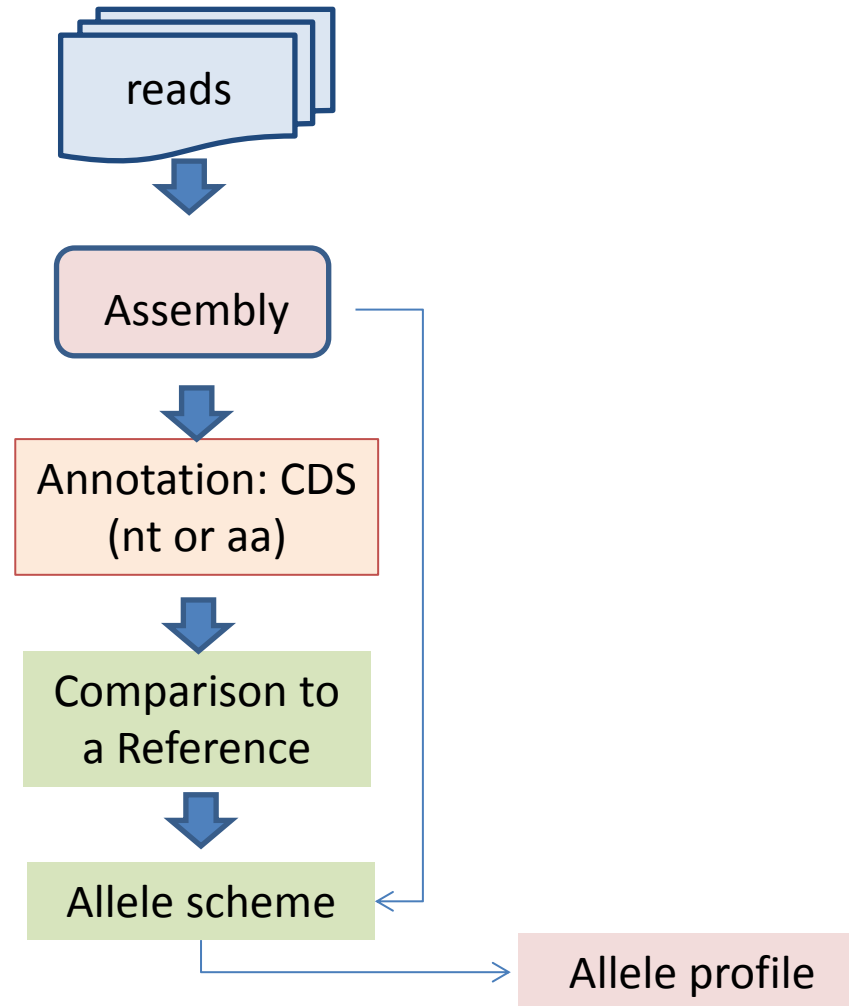 reads
Assembly
Annotation: CDS
(nt or aa)
Comparison to
a Reference
Allele scheme
Allele profile